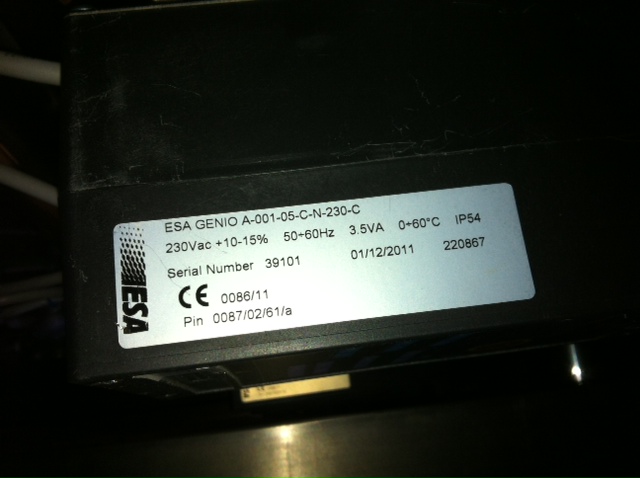 ESA GENIO A-001-05-C-N-230-C
230Vac +10-15% 50÷60Hz 3.5VA 0÷60°C IP54
Serial Number 39101 01/12/2011 220867
CE 0086/11
Pin 0087/02/61/a
ESA